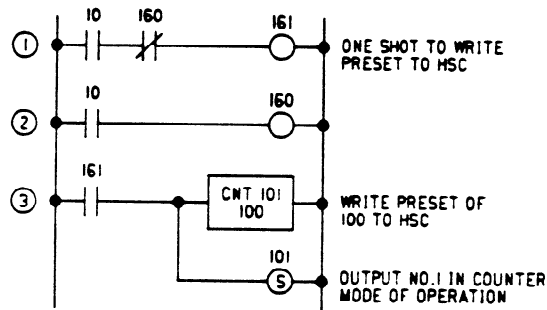 10 160 161
1 ONE SHOT TO WRITE
PRESET TO HSC
10 160
2
161
3 CNT 101 WRITE PRESET OF
100 100 TO HSC
101
S OUTPUT NO.1 IN COUNTER
MODE OF OPERATION